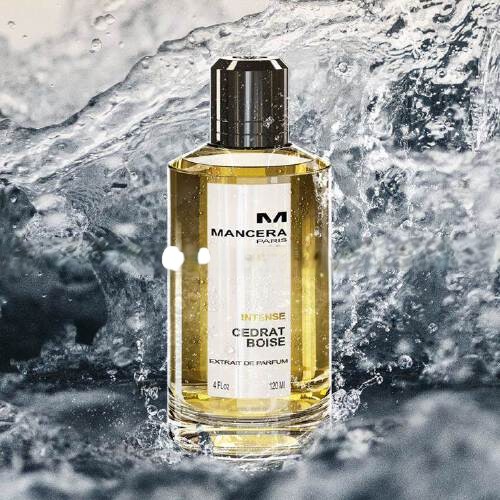 M
MANCERA
PARIS
INTENSE
CEDRAT
BOISE
EXTRAIT DE PARFUM
4 FL.oz 120 Ml